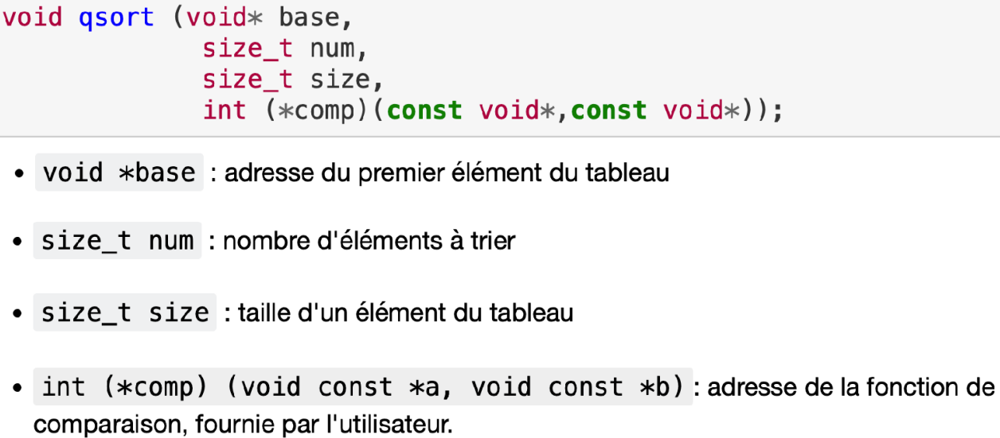 void qsort (void* base,
size_t num,
size_t size,
int (*comp)(const void*,const void*));
• void *base : adresse du premier élément du tableau
• size_t num : nombre d'éléments à trier
• size_t size : taille d'un élément du tableau
• int (*comp) (void const *a, void const *b) : adresse de la fonction de
comparaison, fournie par l'utilisateur.